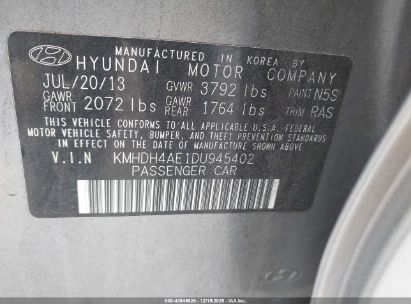 MANUFACTURED IN KOREA BY
HYUNDAI MOTOR COMPANY
JUL/20/13 GVWR 3792 lbs PAINT N5S
GAWR FRONT 2072 lbs GAWR REAR 1764 lbs TRIM RAS
THIS VEHICLE CONFORMS TO ALL APPLICABLE U.S.A. FEDERAL
MOTOR VEHICLE SAFETY, BUMPER, AND THEFT PREVENTION STANDARDS
IN EFFECT ON THE DATE OF MANUFACTURE SHOWN ABOVE.
V.I.N KMHDH4AE1DU945402
PASSENGER CAR